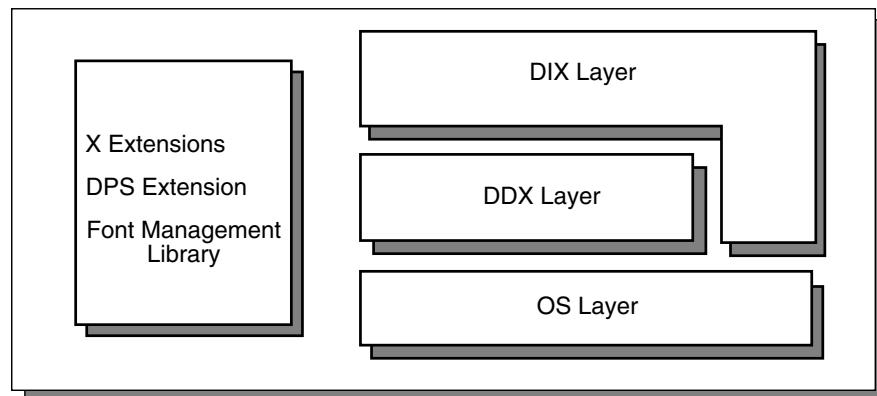 X Extensions
DPS Extension
Font Management
Library
DIX Layer
DDX Layer
OS Layer